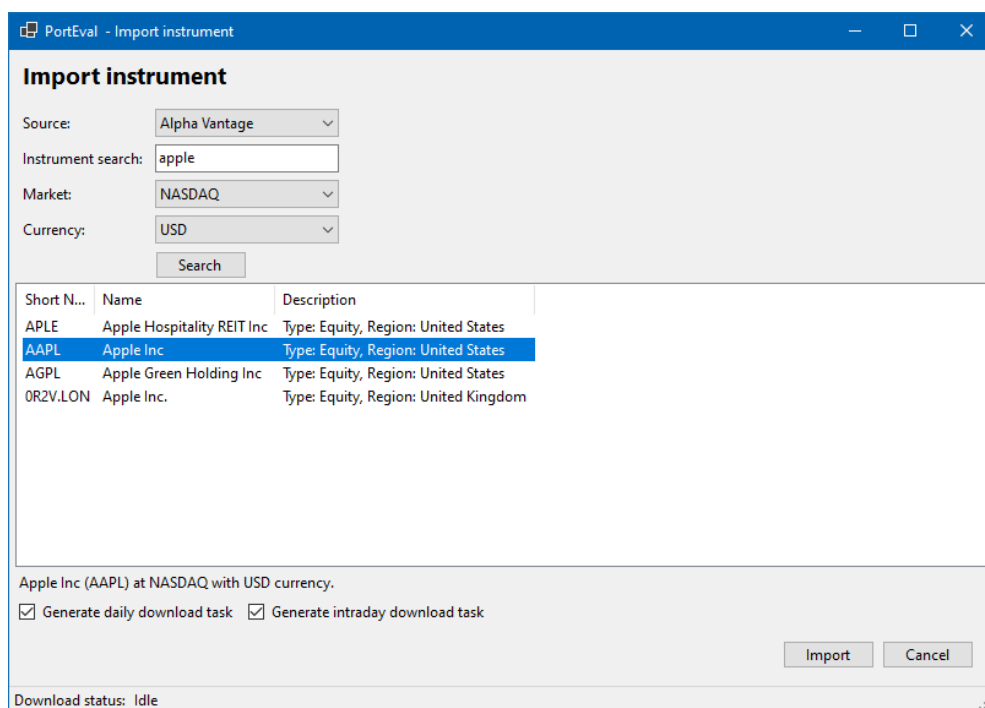 PortEval - Import instrument
Import instrument
Source: Alpha Vantage
Instrument search: apple
Market: NASDAQ
Currency: USD
Search
Short N... Name Description
APLE Apple Hospitality REIT Inc Type: Equity, Region: United States
AAPL Apple Inc Type: Equity, Region: United States
AGPL Apple Green Holding Inc Type: Equity, Region: United States
0R2V.LON Apple Inc. Type: Equity, Region: United Kingdom
Apple Inc (AAPL) at NASDAQ with USD currency.
Generate daily download task Generate intraday download task
Import Cancel
Download status: Idle